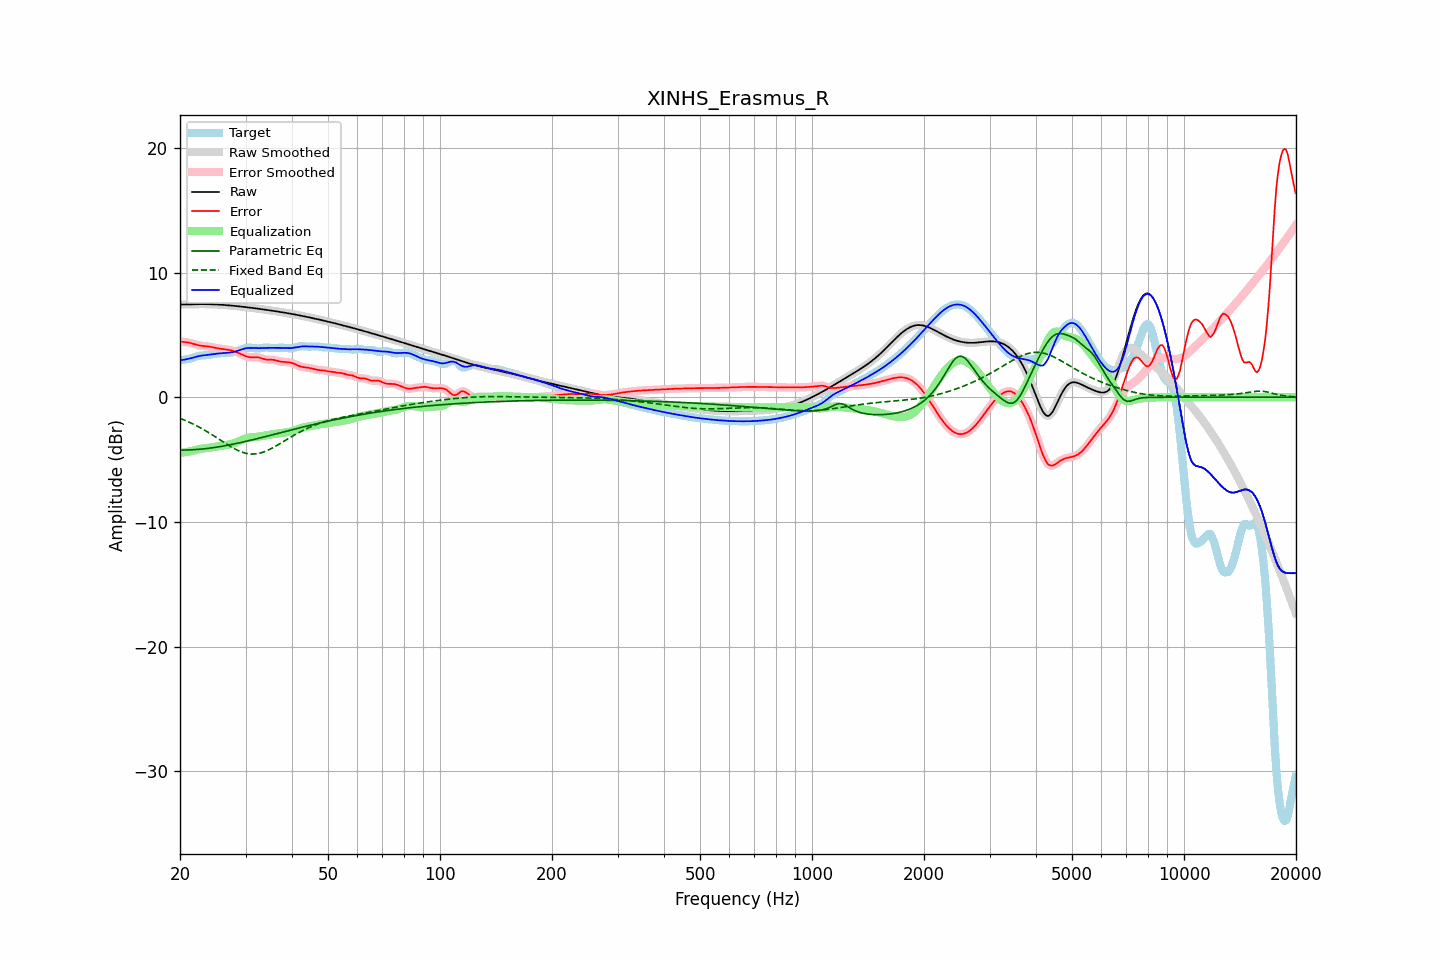 XINHS_Erasmus_R
Target
Raw Smoothed
Error Smoothed
Raw
Error
Equalization
Parametric Eq
Fixed Band Eq
Equalized
Amplitude (dBr)
20
10
0
−10
−20
−30
20
50
100
200
500
1000
2000
5000
10000
20000
Frequency (Hz)